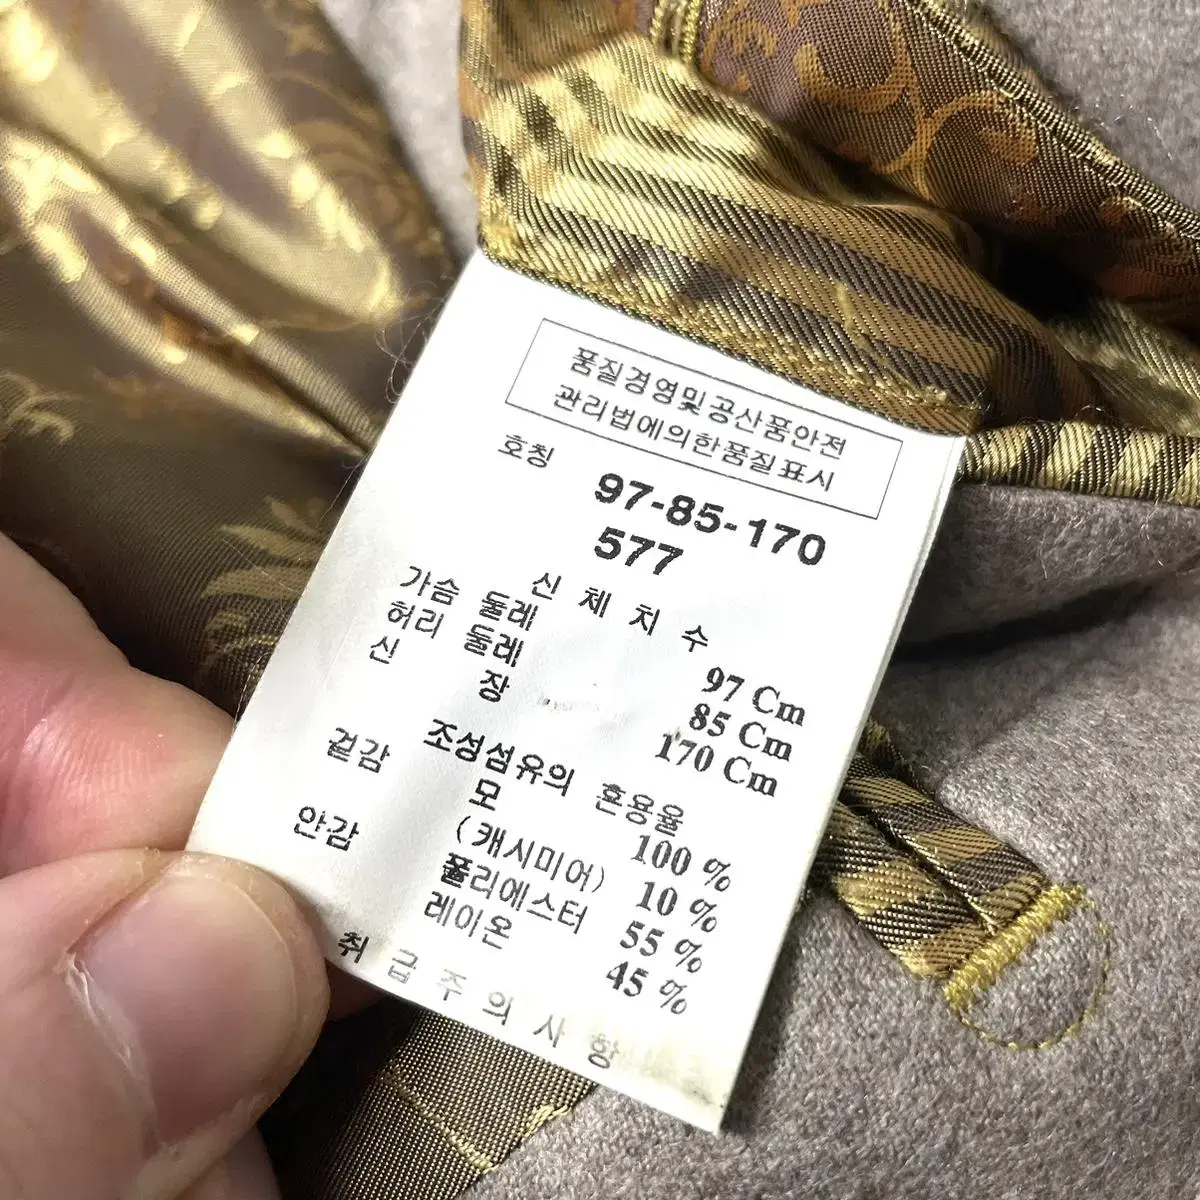 품질경영및공산품안전
관리법에의한품질표시
호칭 97-85-170
577
신 체 치 수
가슴 둘레 97 Cm
허리 둘레 85 Cm
신 장 170 Cm
조성섬유의 혼용율
겉감 모 100 %
(캐시미어) 10 %
안감 폴리에스터 55 %
레이온 45 %
취 급 주 의 사 항